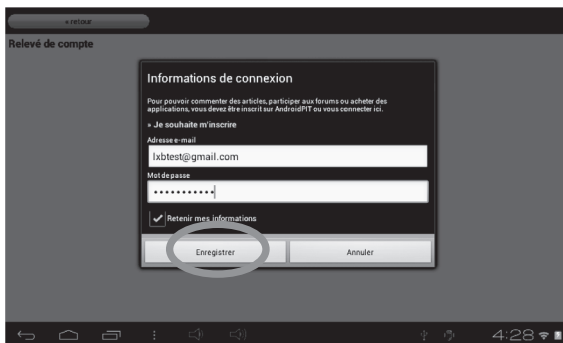 « retour
Relevé de compte
Informations de connexion
Pour pouvoir commenter des articles, participer aux forums ou acheter des
applications, vous devez être inscrit sur AndroidPIT ou vous connecter ici.
» Je souhaite m'inscrire
Adresse e-mail
lxbtest@gmail.com
Mot de passe
•••••••••••
Retenir mes informations
Enregistrer
Annuler
4:28